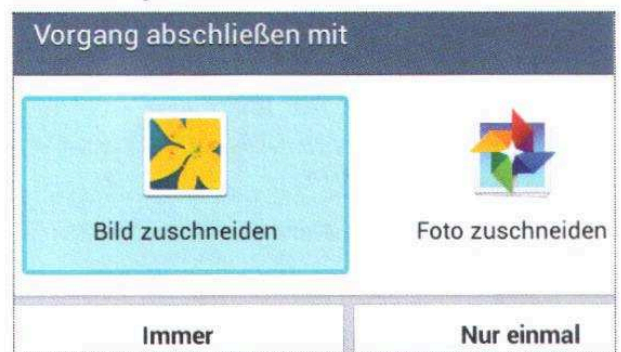 Vorgang abschließen mit
Bild zuschneiden Foto zuschneiden
Immer Nur einmal